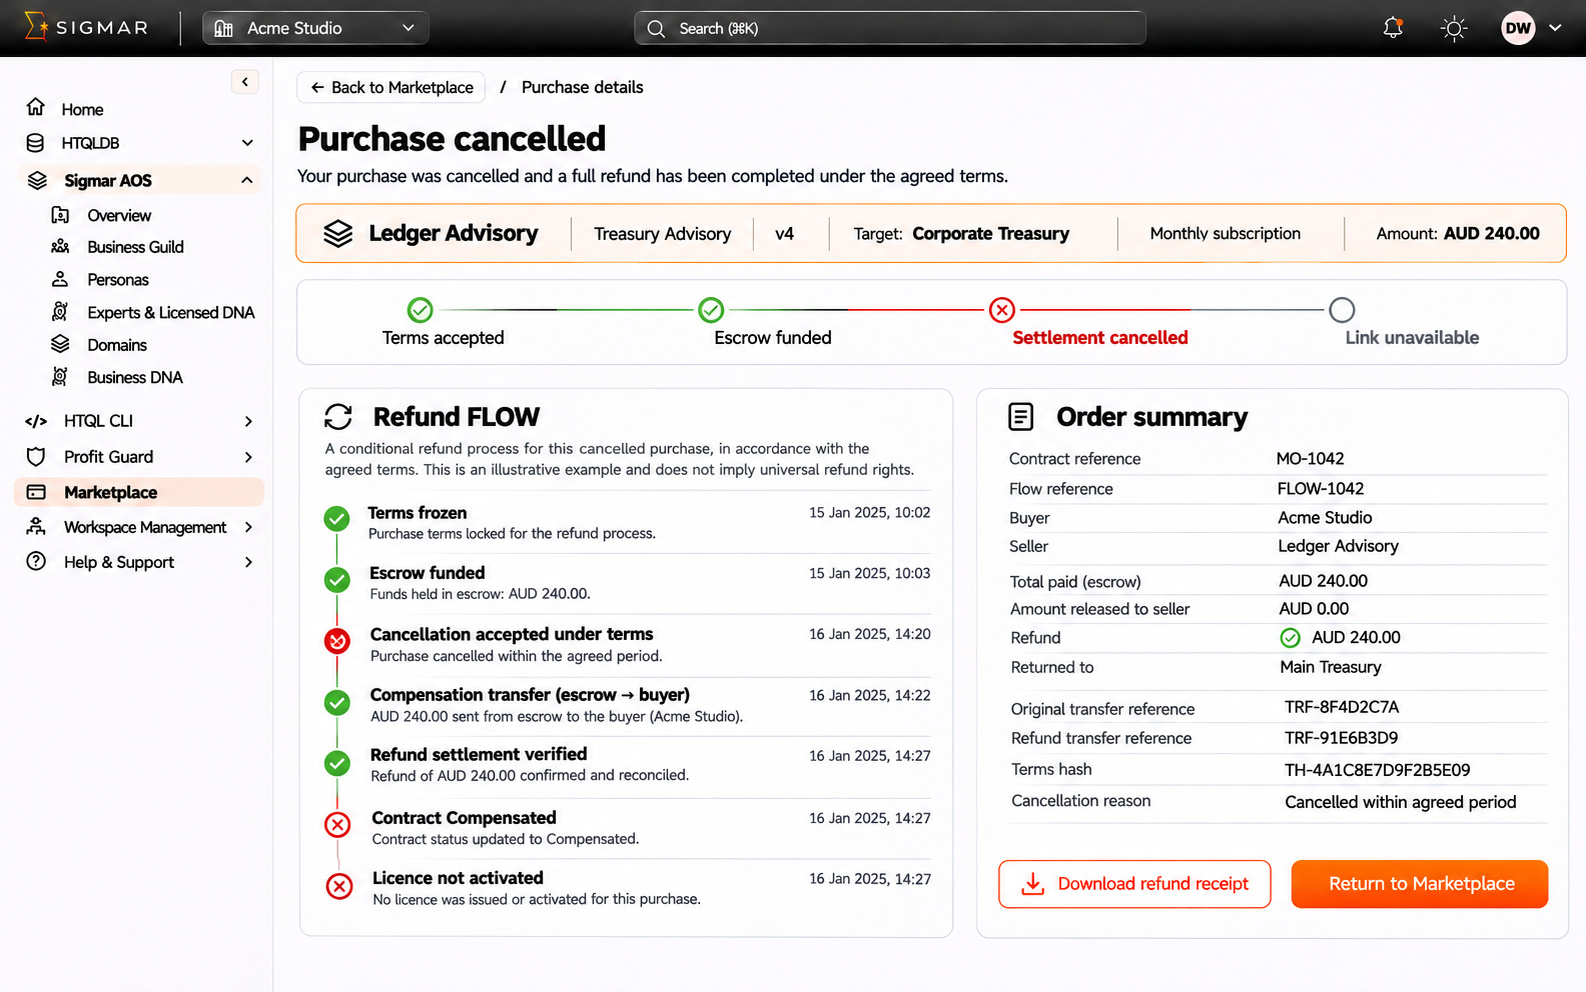 SIGMAR
Acme Studio
Search (⌘K)
DW
Home
HTQLDB
Sigmar AOS
Overview
Business Guild
Personas
Experts & Licensed DNA
Domains
Business DNA
HTQL CLI
Profit Guard
Marketplace
Workspace Management
Help & Support
← Back to Marketplace / Purchase details
Purchase cancelled
Your purchase was cancelled and a full refund has been completed under the agreed terms.
Ledger Advisory Treasury Advisory v4 Target: Corporate Treasury Monthly subscription Amount: AUD 240.00
Terms accepted Escrow funded Settlement cancelled Link unavailable
Refund FLOW
A conditional refund process for this cancelled purchase, in accordance with the
agreed terms. This is an illustrative example and does not imply universal refund rights.
Terms frozen 15 Jan 2025, 10:02
Purchase terms locked for the refund process.
Escrow funded 15 Jan 2025, 10:03
Funds held in escrow: AUD 240.00.
Cancellation accepted under terms 16 Jan 2025, 14:20
Purchase cancelled within the agreed period.
Compensation transfer (escrow → buyer) 16 Jan 2025, 14:22
AUD 240.00 sent from escrow to the buyer (Acme Studio).
Refund settlement verified 16 Jan 2025, 14:27
Refund of AUD 240.00 confirmed and reconciled.
Contract Compensated 16 Jan 2025, 14:27
Contract status updated to Compensated.
Licence not activated 16 Jan 2025, 14:27
No licence was issued or activated for this purchase.
Order summary
Contract reference MO-1042
Flow reference FLOW-1042
Buyer Acme Studio
Seller Ledger Advisory
Total paid (escrow) AUD 240.00
Amount released to seller AUD 0.00
Refund AUD 240.00
Returned to Main Treasury
Original transfer reference TRF-8F4D2C7A
Refund transfer reference TRF-91E6B3D9
Terms hash TH-4A1C8E7D9F2B5E09
Cancellation reason Cancelled within agreed period
Download refund receipt
Return to Marketplace